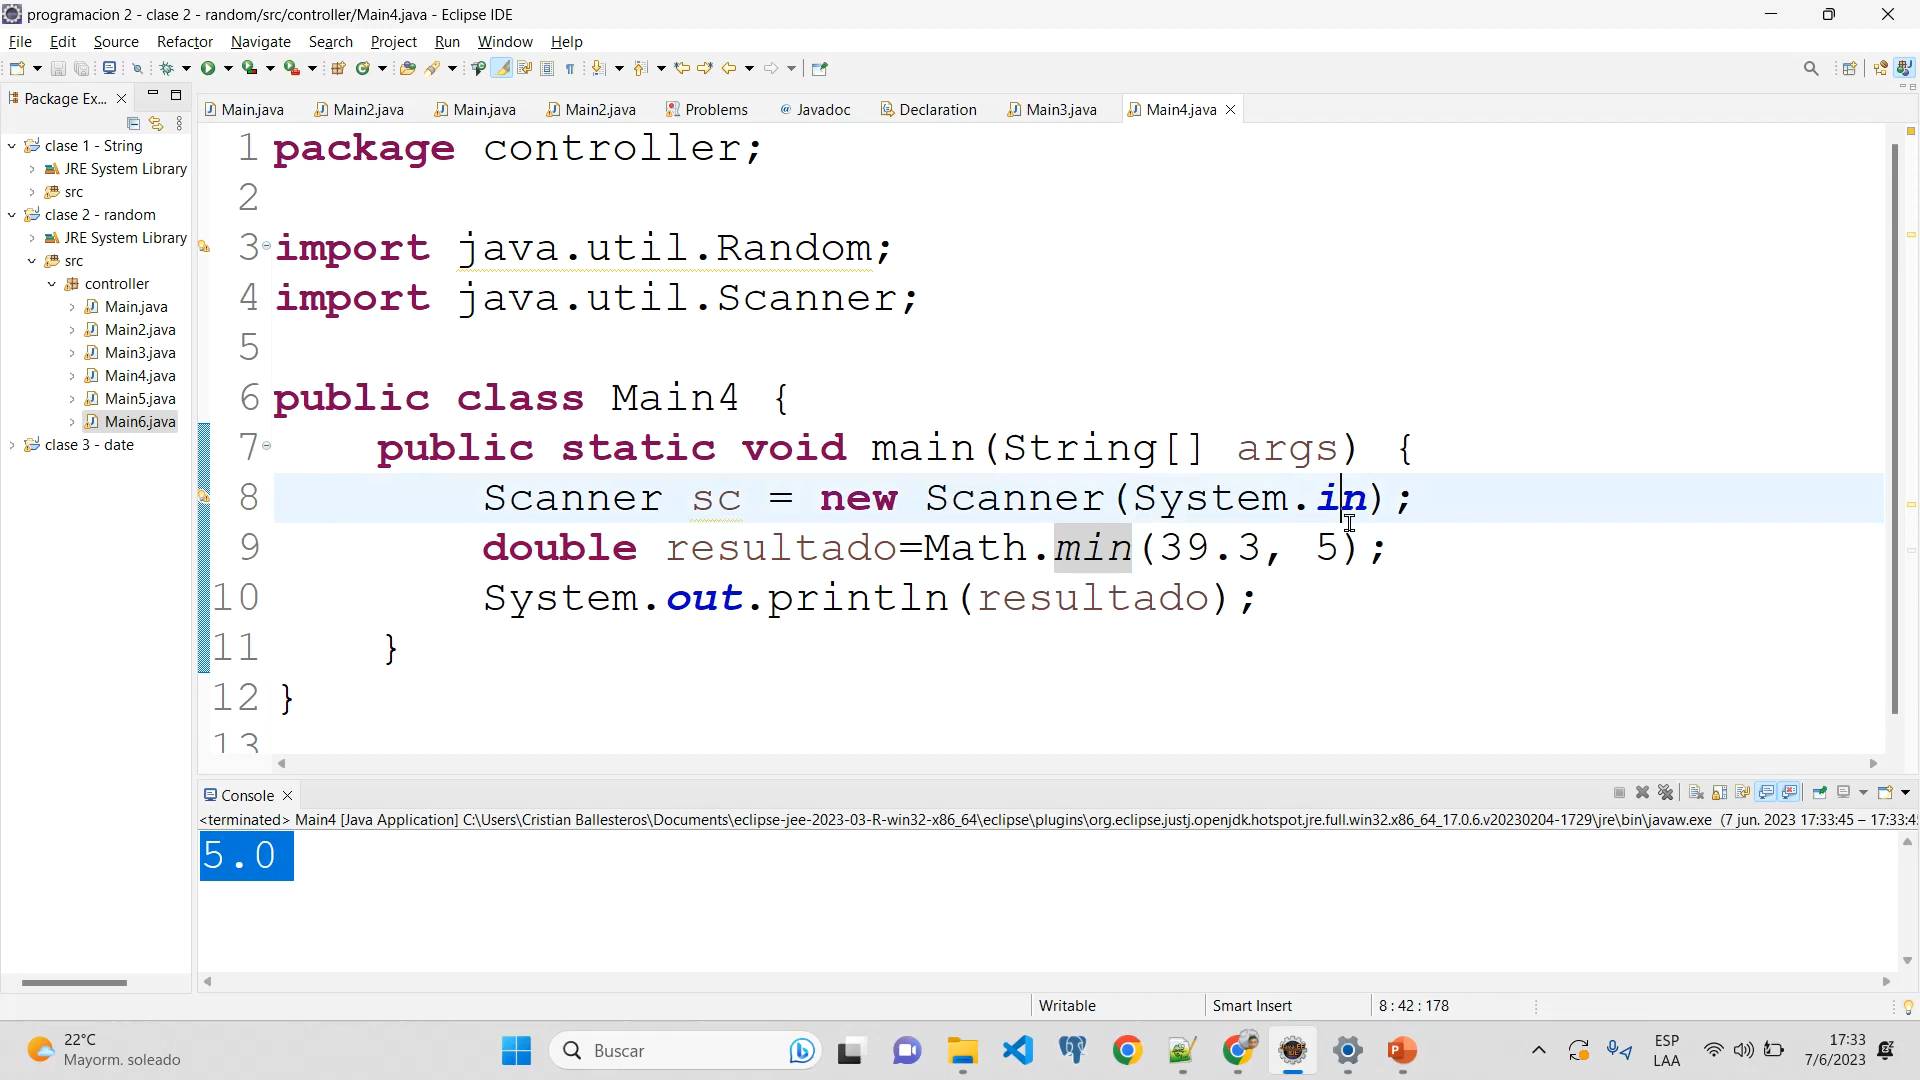 programacion 2 - clase 2 - random/src/controller/Main4.java - Eclipse IDE
File Edit Source Refactor Navigate Search Project Run Window Help
Package Ex...
Main.java Main2.java Main.java Main2.java Problems Javadoc Declaration Main3.java Main4.java
clase 1 - String
JRE System Library
src
clase 2 - random
JRE System Library
src
controller
Main.java
Main2.java
Main3.java
Main4.java
Main5.java
Main6.java
clase 3 - date
1 package controller;
2
3 import java.util.Random;
4 import java.util.Scanner;
5
6 public class Main4 {
7 public static void main(String[] args) {
8 Scanner sc = new Scanner(System.in);
9 double resultado=Math.min(39.3, 5);
10 System.out.println(resultado);
11 }
12 }
13
Console
<terminated> Main4 [Java Application] C:\Users\Cristian Ballesteros\Documents\eclipse-jee-2023-03-R-win32-x86_64\eclipse\plugins\org.eclipse.justj.openjdk.hotspot.jre.full.win32.x86_64_17.0.6.v20230204-1729\jre\bin\javaw.exe (7 jun. 2023 17:33:45 – 17:33:4
5.0
Writable Smart Insert 8 : 42 : 178
22°C
Mayorm. soleado
Buscar
ESP
LAA
17:33
7/6/2023